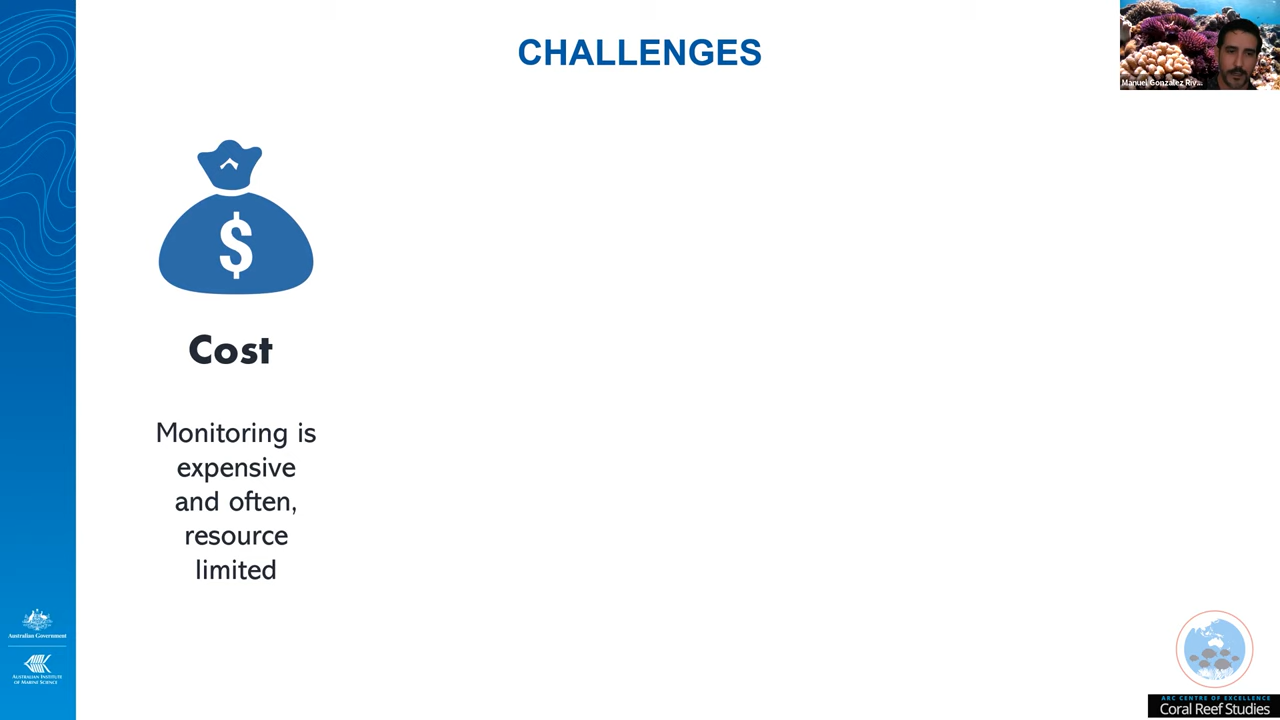 CHALLENGES
Manuel Gonzalez Riv...
$
Cost
Monitoring is
expensive
and often,
resource
limited
Australian Government
AUSTRALIAN INSTITUTE
OF MARINE SCIENCE
ARC CENTRE OF EXCELLENCE
Coral Reef Studies